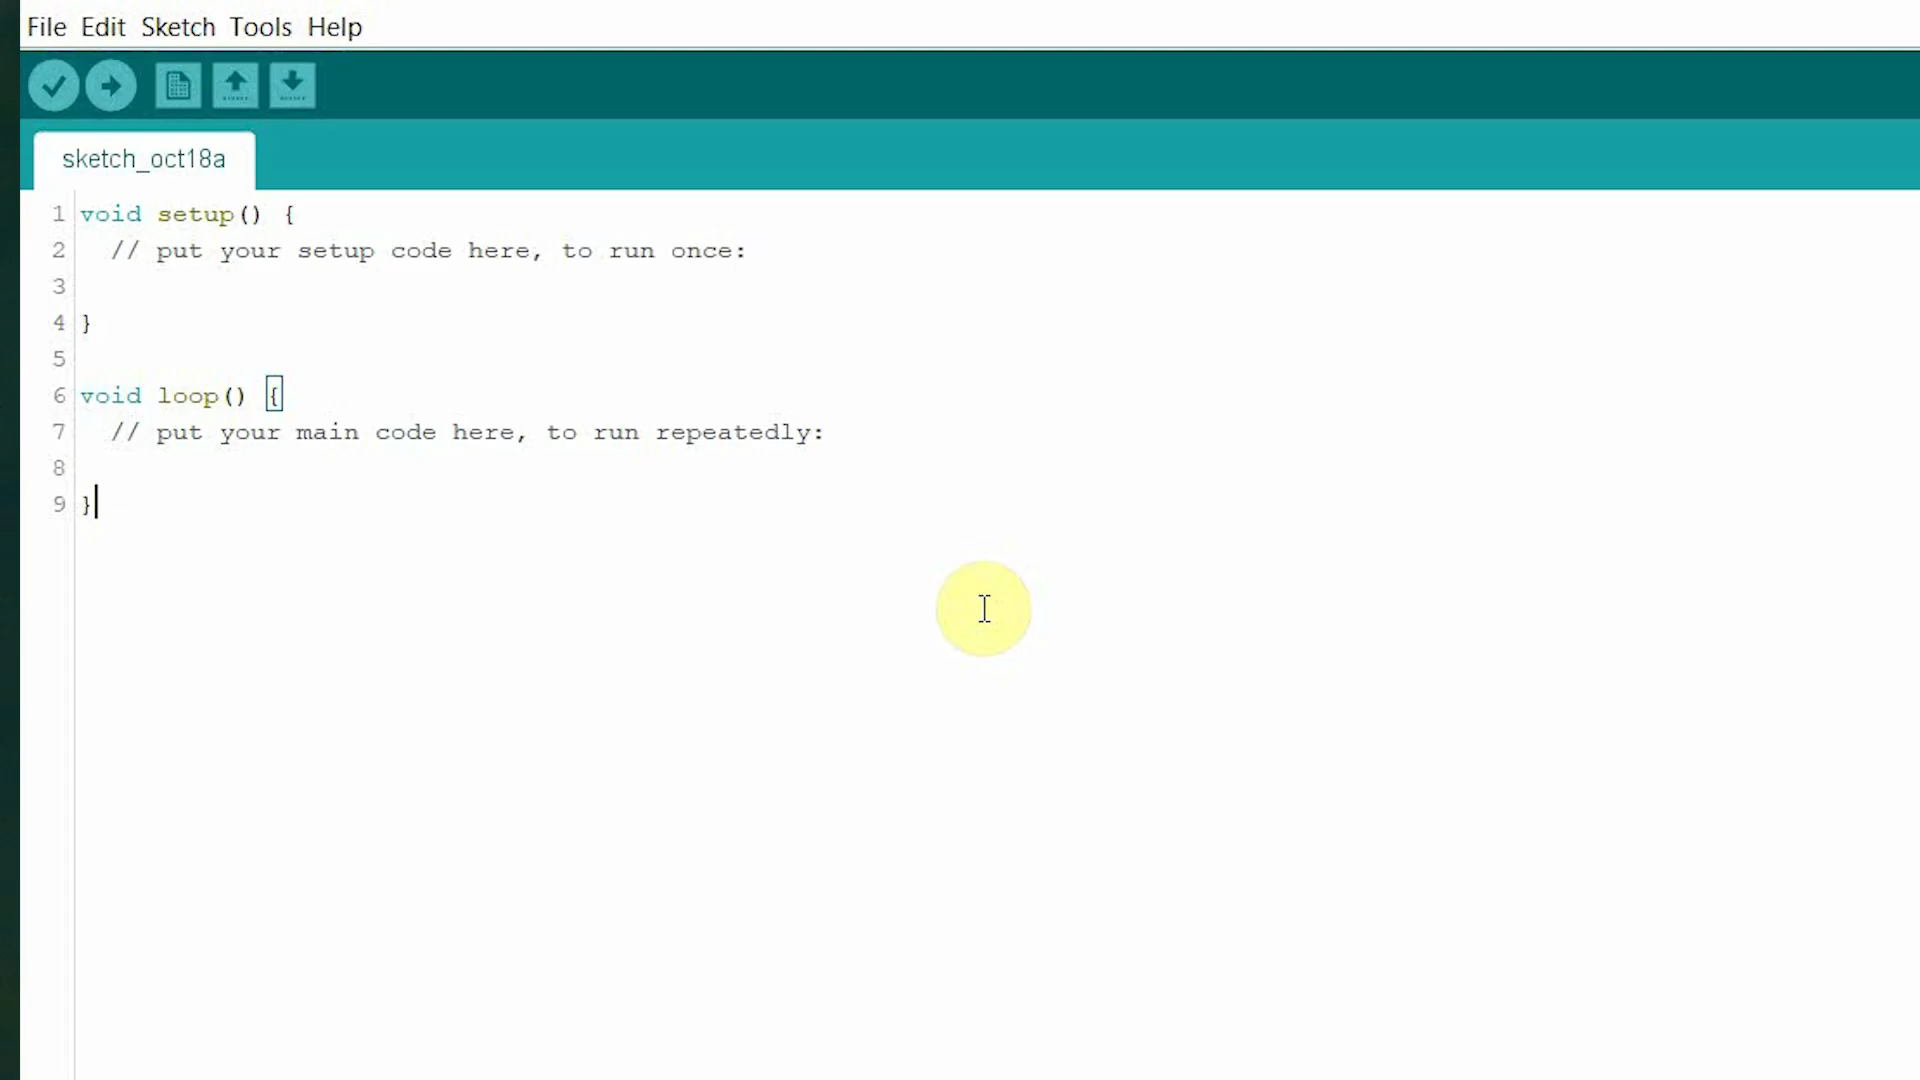 File Edit Sketch Tools Help
sketch_oct18a
1 void setup() {
2   // put your setup code here, to run once:
3
4 }
5
6 void loop() {
7   // put your main code here, to run repeatedly:
8
9 }